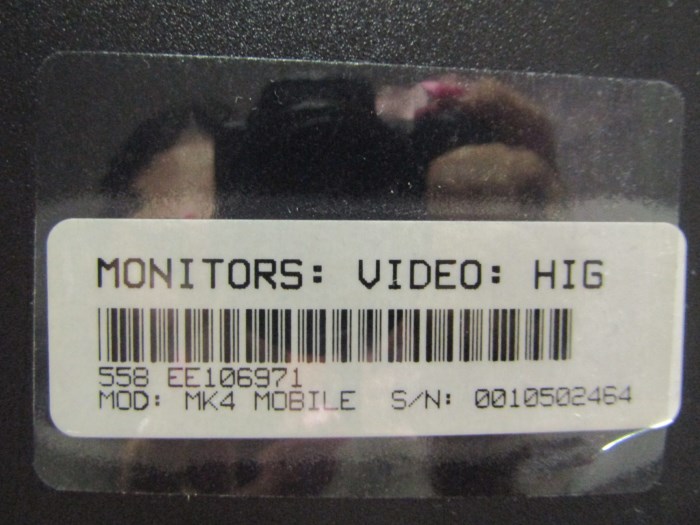 MONITORS: VIDEO: HIG
558 EE106971
MOD: MK4 MOBILE S/N: 0010502464